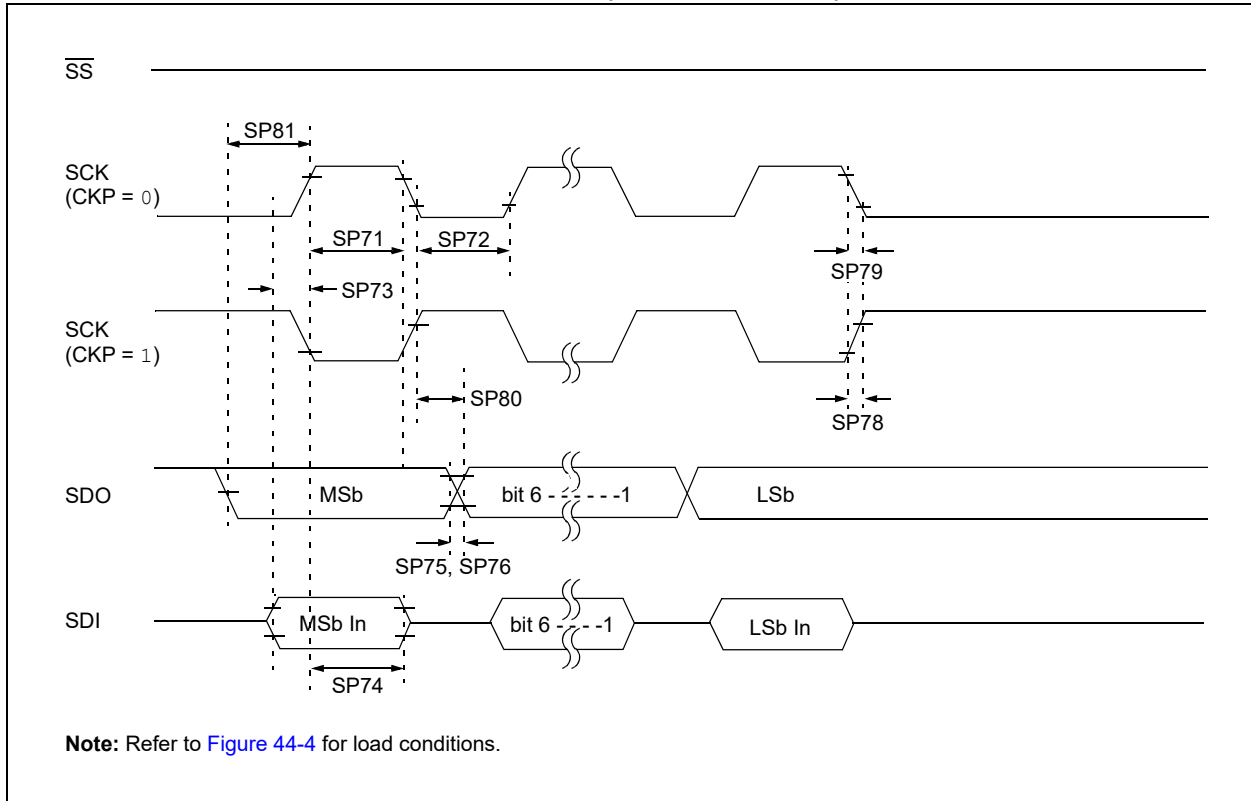 SS
SP81
SCK
(CKP = 0)
SP71
SP72
SP79
SP73
SCK
(CKP = 1)
SP80
SP78
SDO
MSb
bit 6 - - - - - -1
LSb
SP75, SP76
SDI
MSb In
bit 6 - - - -1
LSb In
SP74
Note: Refer to Figure 44-4 for load conditions.